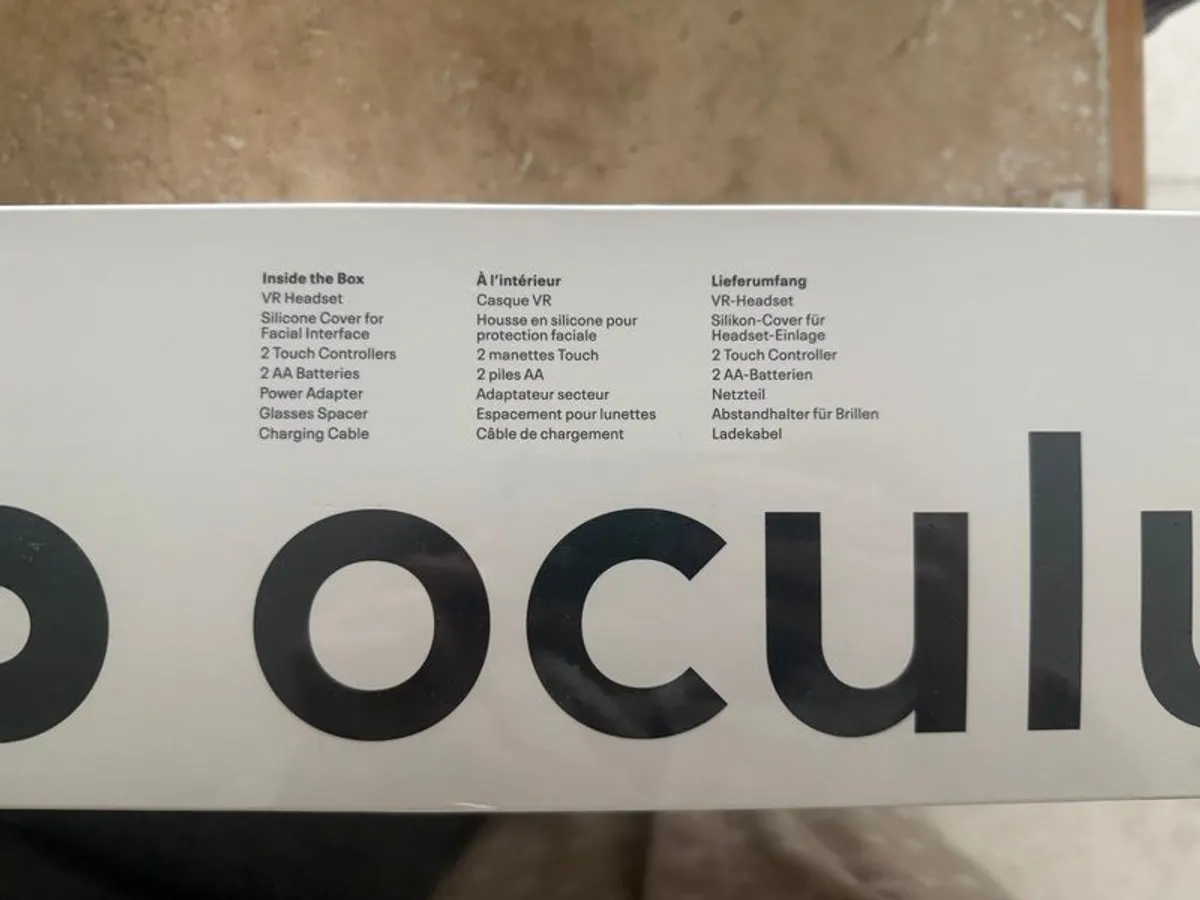 Inside the Box
VR Headset
Silicone Cover for
Facial Interface
2 Touch Controllers
2 AA Batteries
Power Adapter
Glasses Spacer
Charging Cable
À l'intérieur
Casque VR
Housse en silicone pour
protection faciale
2 manettes Touch
2 piles AA
Adaptateur secteur
Espacement pour lunettes
Câble de chargement
Lieferumfang
VR-Headset
Silikon-Cover für
Headset-Einlage
2 Touch Controller
2 AA-Batterien
Netzteil
Abstandhalter für Brillen
Ladekabel
oculu